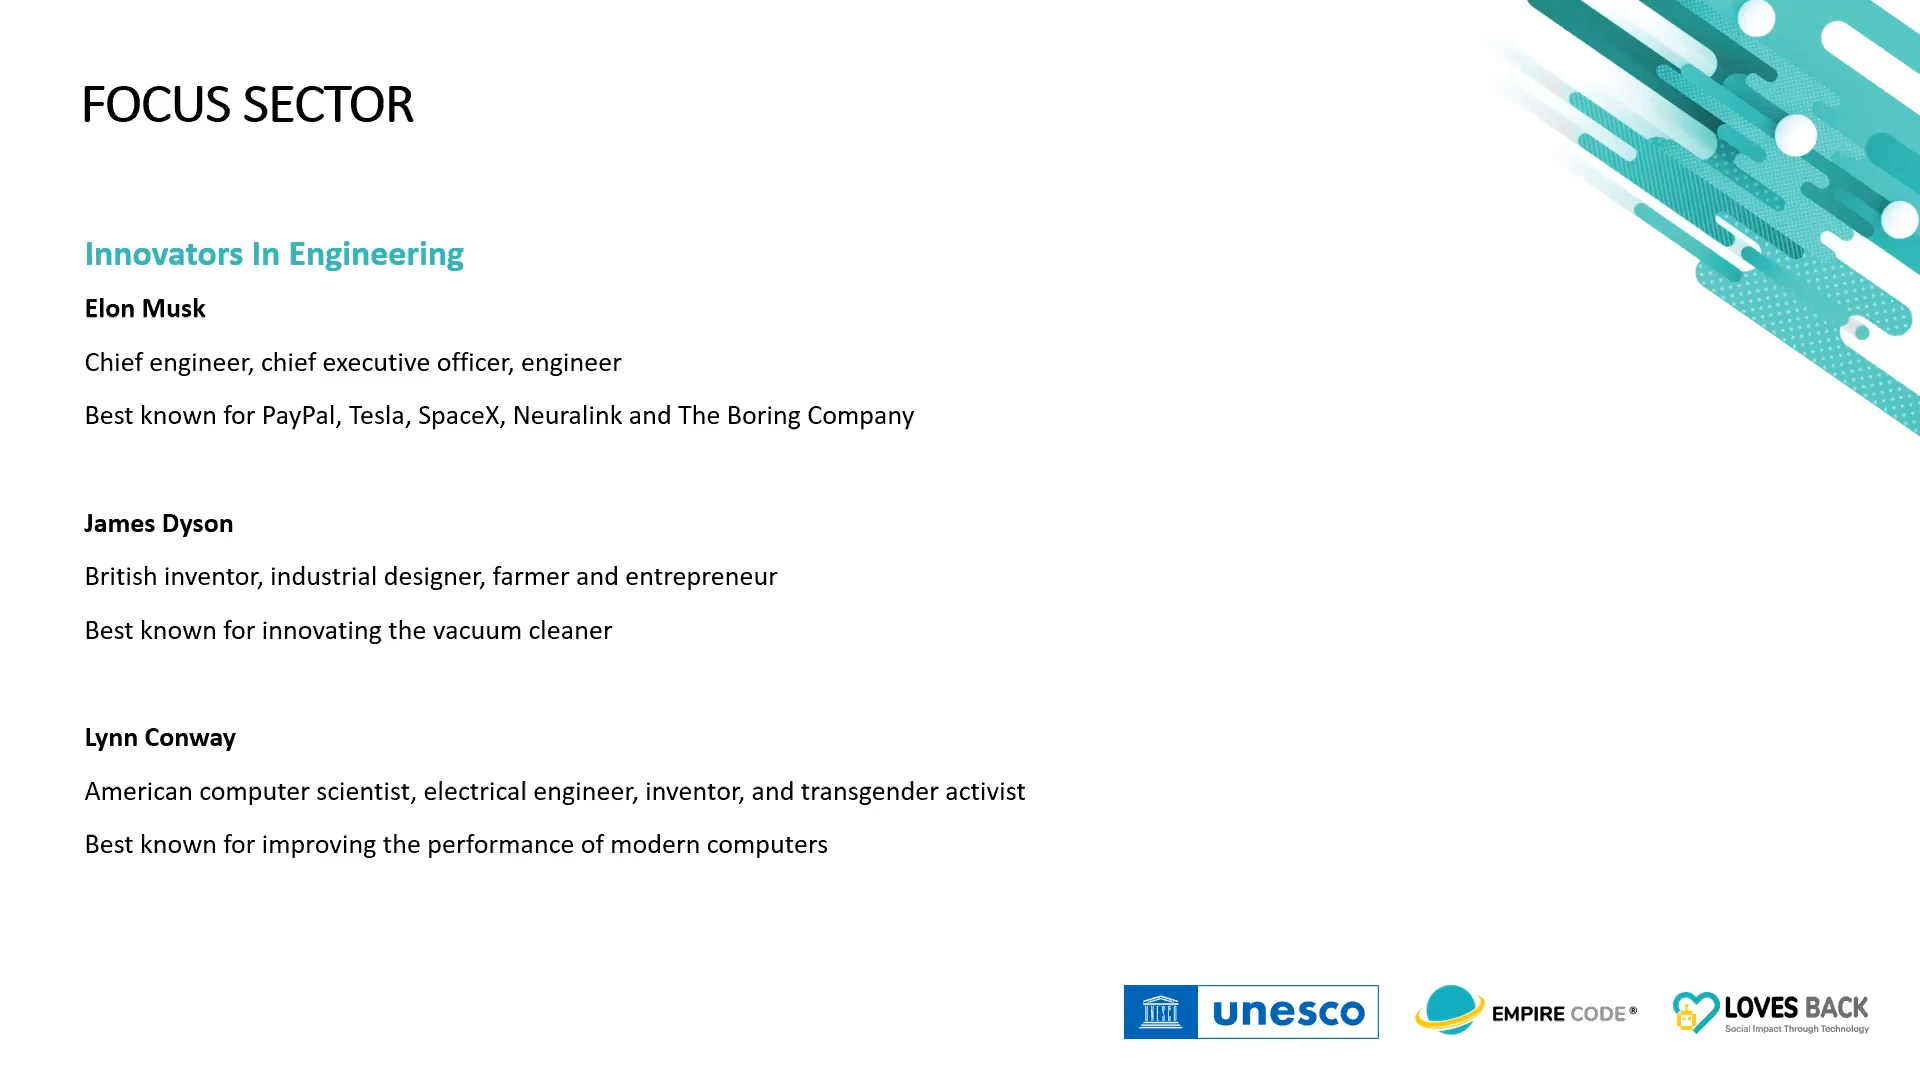 FOCUS SECTOR
Innovators In Engineering
Elon Musk
Chief engineer, chief executive officer, engineer
Best known for PayPal, Tesla, SpaceX, Neuralink and The Boring Company
James Dyson
British inventor, industrial designer, farmer and entrepreneur
Best known for innovating the vacuum cleaner
Lynn Conway
American computer scientist, electrical engineer, inventor, and transgender activist
Best known for improving the performance of modern computers
UNESCO
unesco
EMPIRE CODE®
LOVES BACK
Social Impact Through Technology